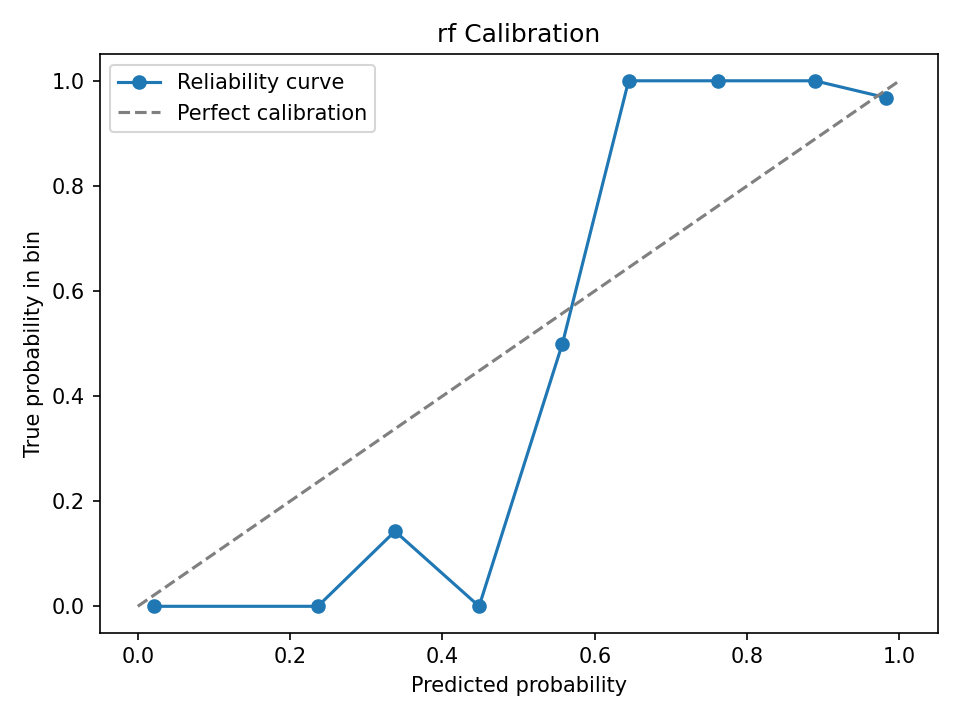 rf Calibration
Reliability curve
Perfect calibration
True probability in bin
1.0
0.8
0.6
0.4
0.2
0.0
0.0 0.2 0.4 0.6 0.8 1.0
Predicted probability